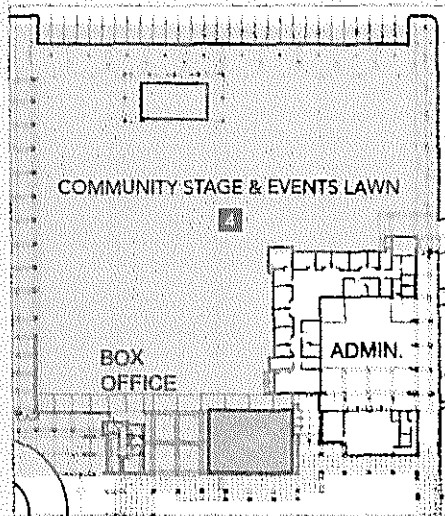 COMMUNITY STAGE & EVENTS LAWN
4
BOX
OFFICE
ADMIN.